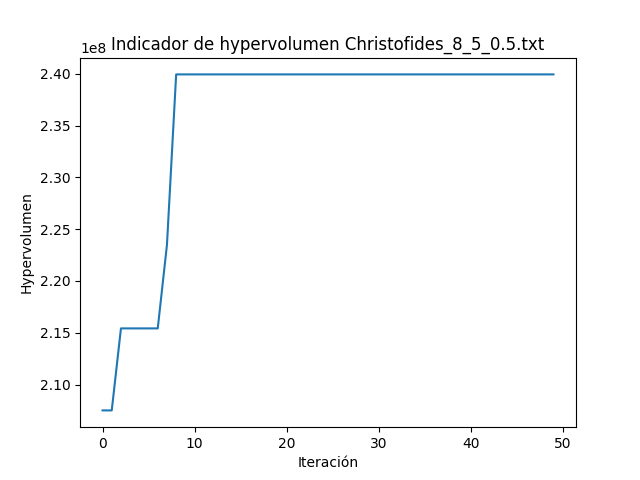 Indicador de hypervolumen Christofides_8_5_0.5.txt
1e8
2.40
2.35
2.30
2.25
2.20
2.15
2.10
Hypervolumen
0 10 20 30 40 50
Iteración